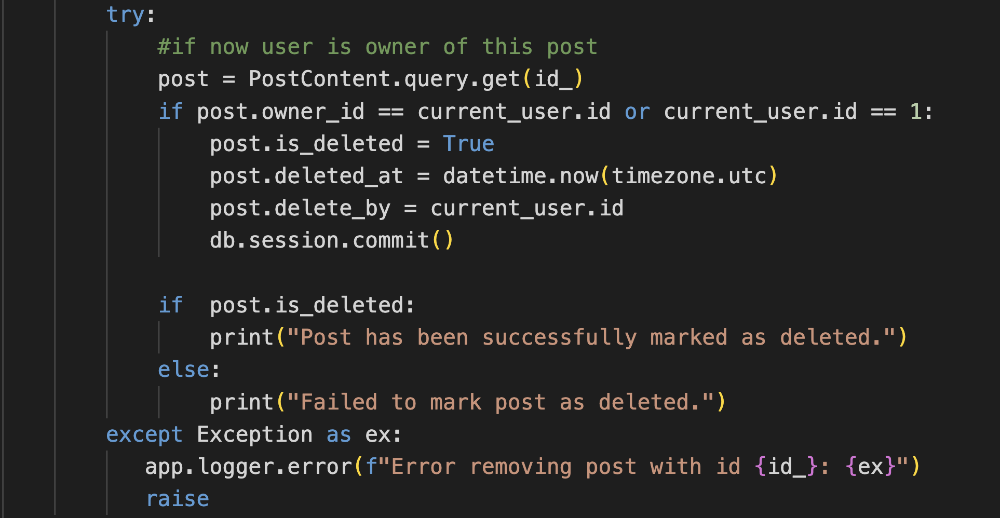 try:
#if now user is owner of this post
post = PostContent.query.get(id_)
if post.owner_id == current_user.id or current_user.id == 1:
post.is_deleted = True
post.deleted_at = datetime.now(timezone.utc)
post.delete_by = current_user.id
db.session.commit()
if  post.is_deleted:
print("Post has been successfully marked as deleted.")
else:
print("Failed to mark post as deleted.")
except Exception as ex:
app.logger.error(f"Error removing post with id {id_}: {ex}")
raise